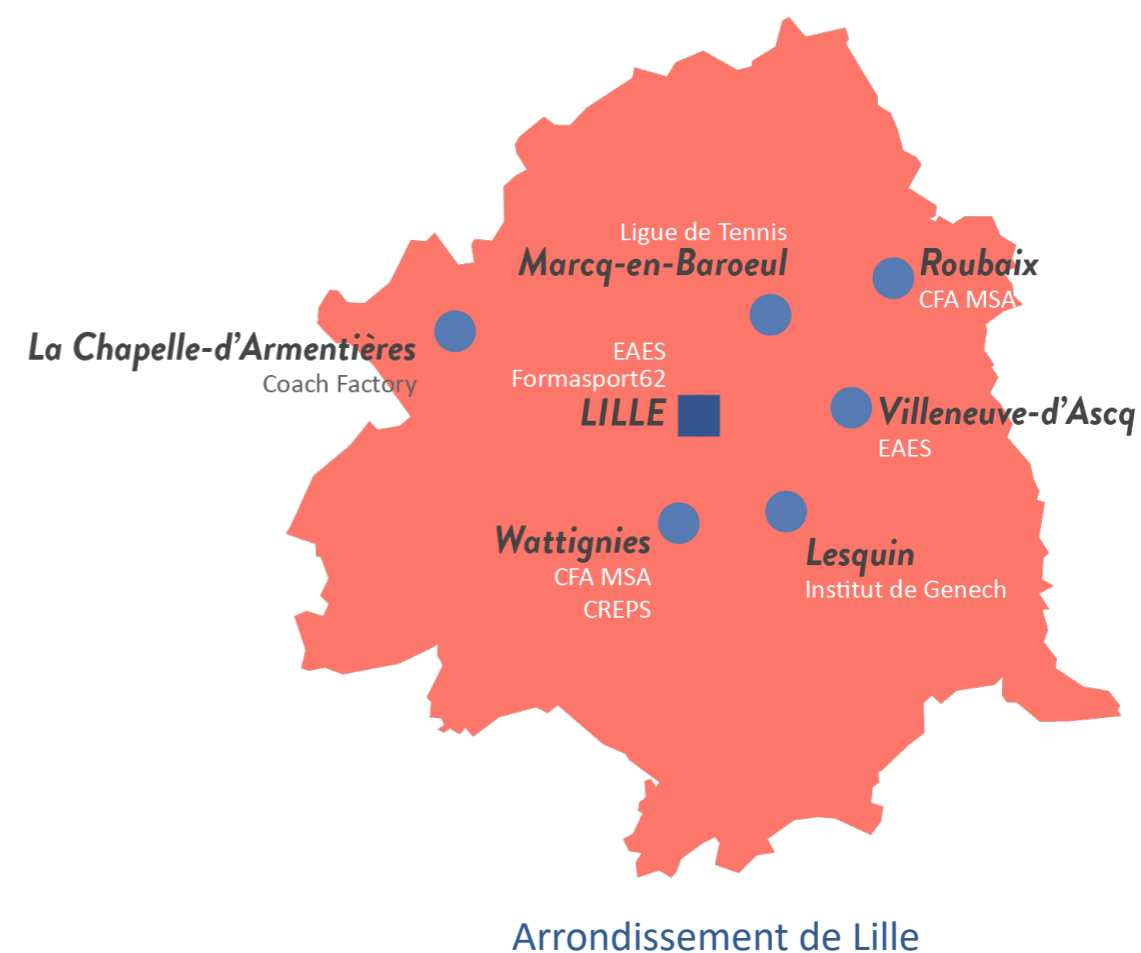 Ligue de Tennis
Marcq-en-Baroeul
Roubaix
CFA MSA
La Chapelle-d'Armentières
Coach Factory
EAES
Formasport62
LILLE
Villeneuve-d'Ascq
EAES
Wattignies
CFA MSA
CREPS
Lesquin
Institut de Genech
Arrondissement de Lille